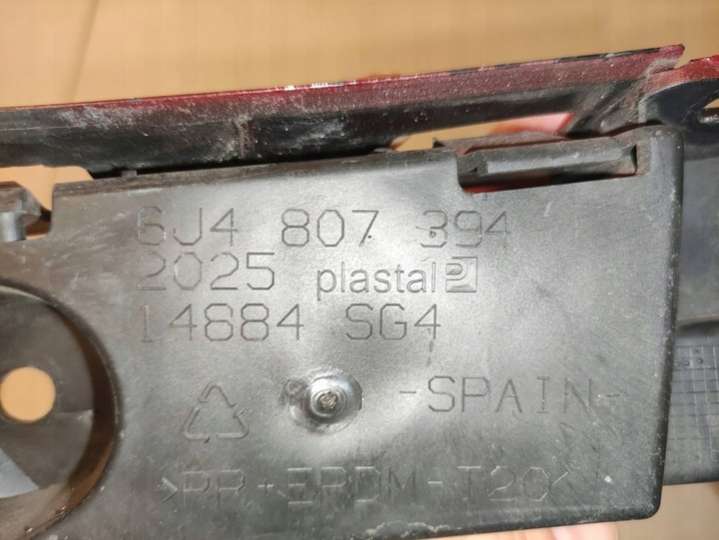 6J4 807 394
2025 plastal P
14884 SG4
-SPAIN-
>PP+EPDM-T20<